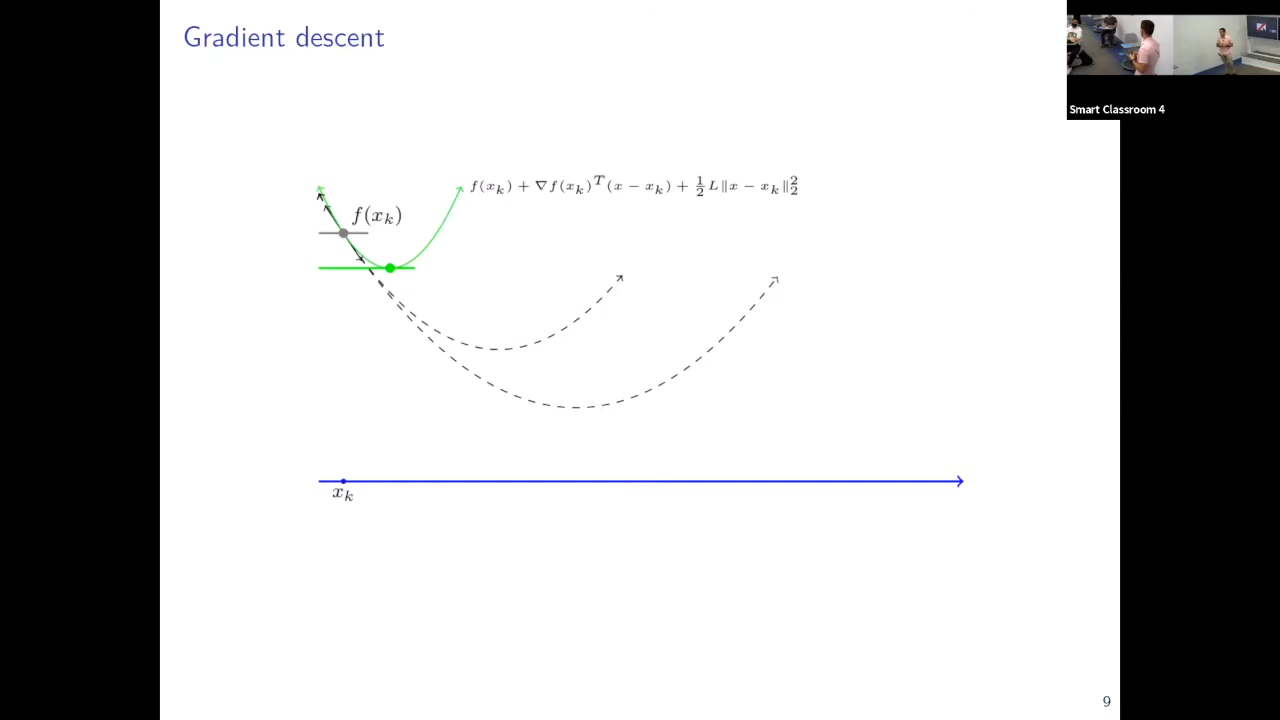 Gradient descent
Smart Classroom 4
f(x_k) + ∇f(x_k)^T(x − x_k) + ½L‖x − x_k‖₂²
f(x_k)
x_k
9